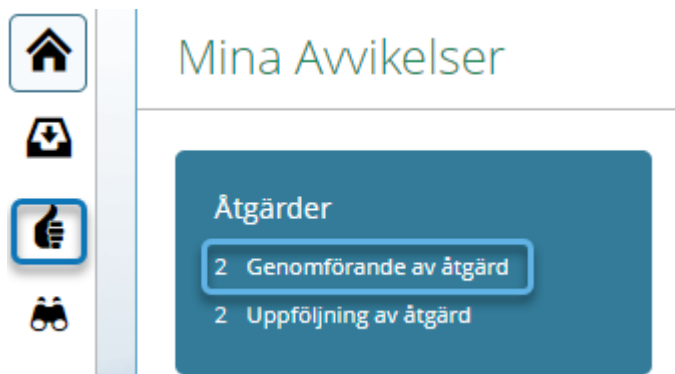 Mina Avvikelser
Åtgärder
2 Genomförande av åtgärd
2 Uppföljning av åtgärd